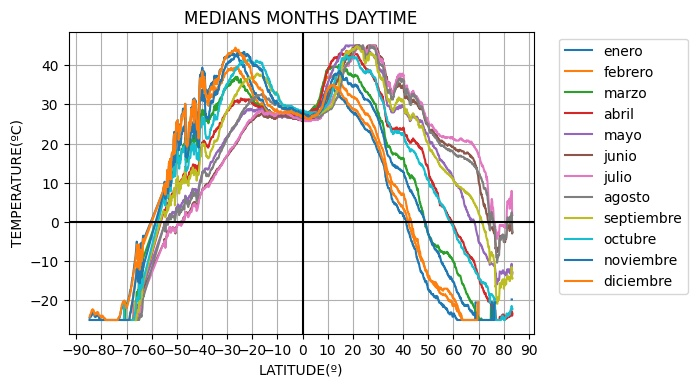 MEDIANS MONTHS DAYTIME
TEMPERATURE(ºC)
40
30
20
10
0
−10
−20
−90 −80 −70 −60 −50 −40 −30 −20 −10 0 10 20 30 40 50 60 70 80 90
LATITUDE(º)
enero
febrero
marzo
abril
mayo
junio
julio
agosto
septiembre
octubre
noviembre
diciembre